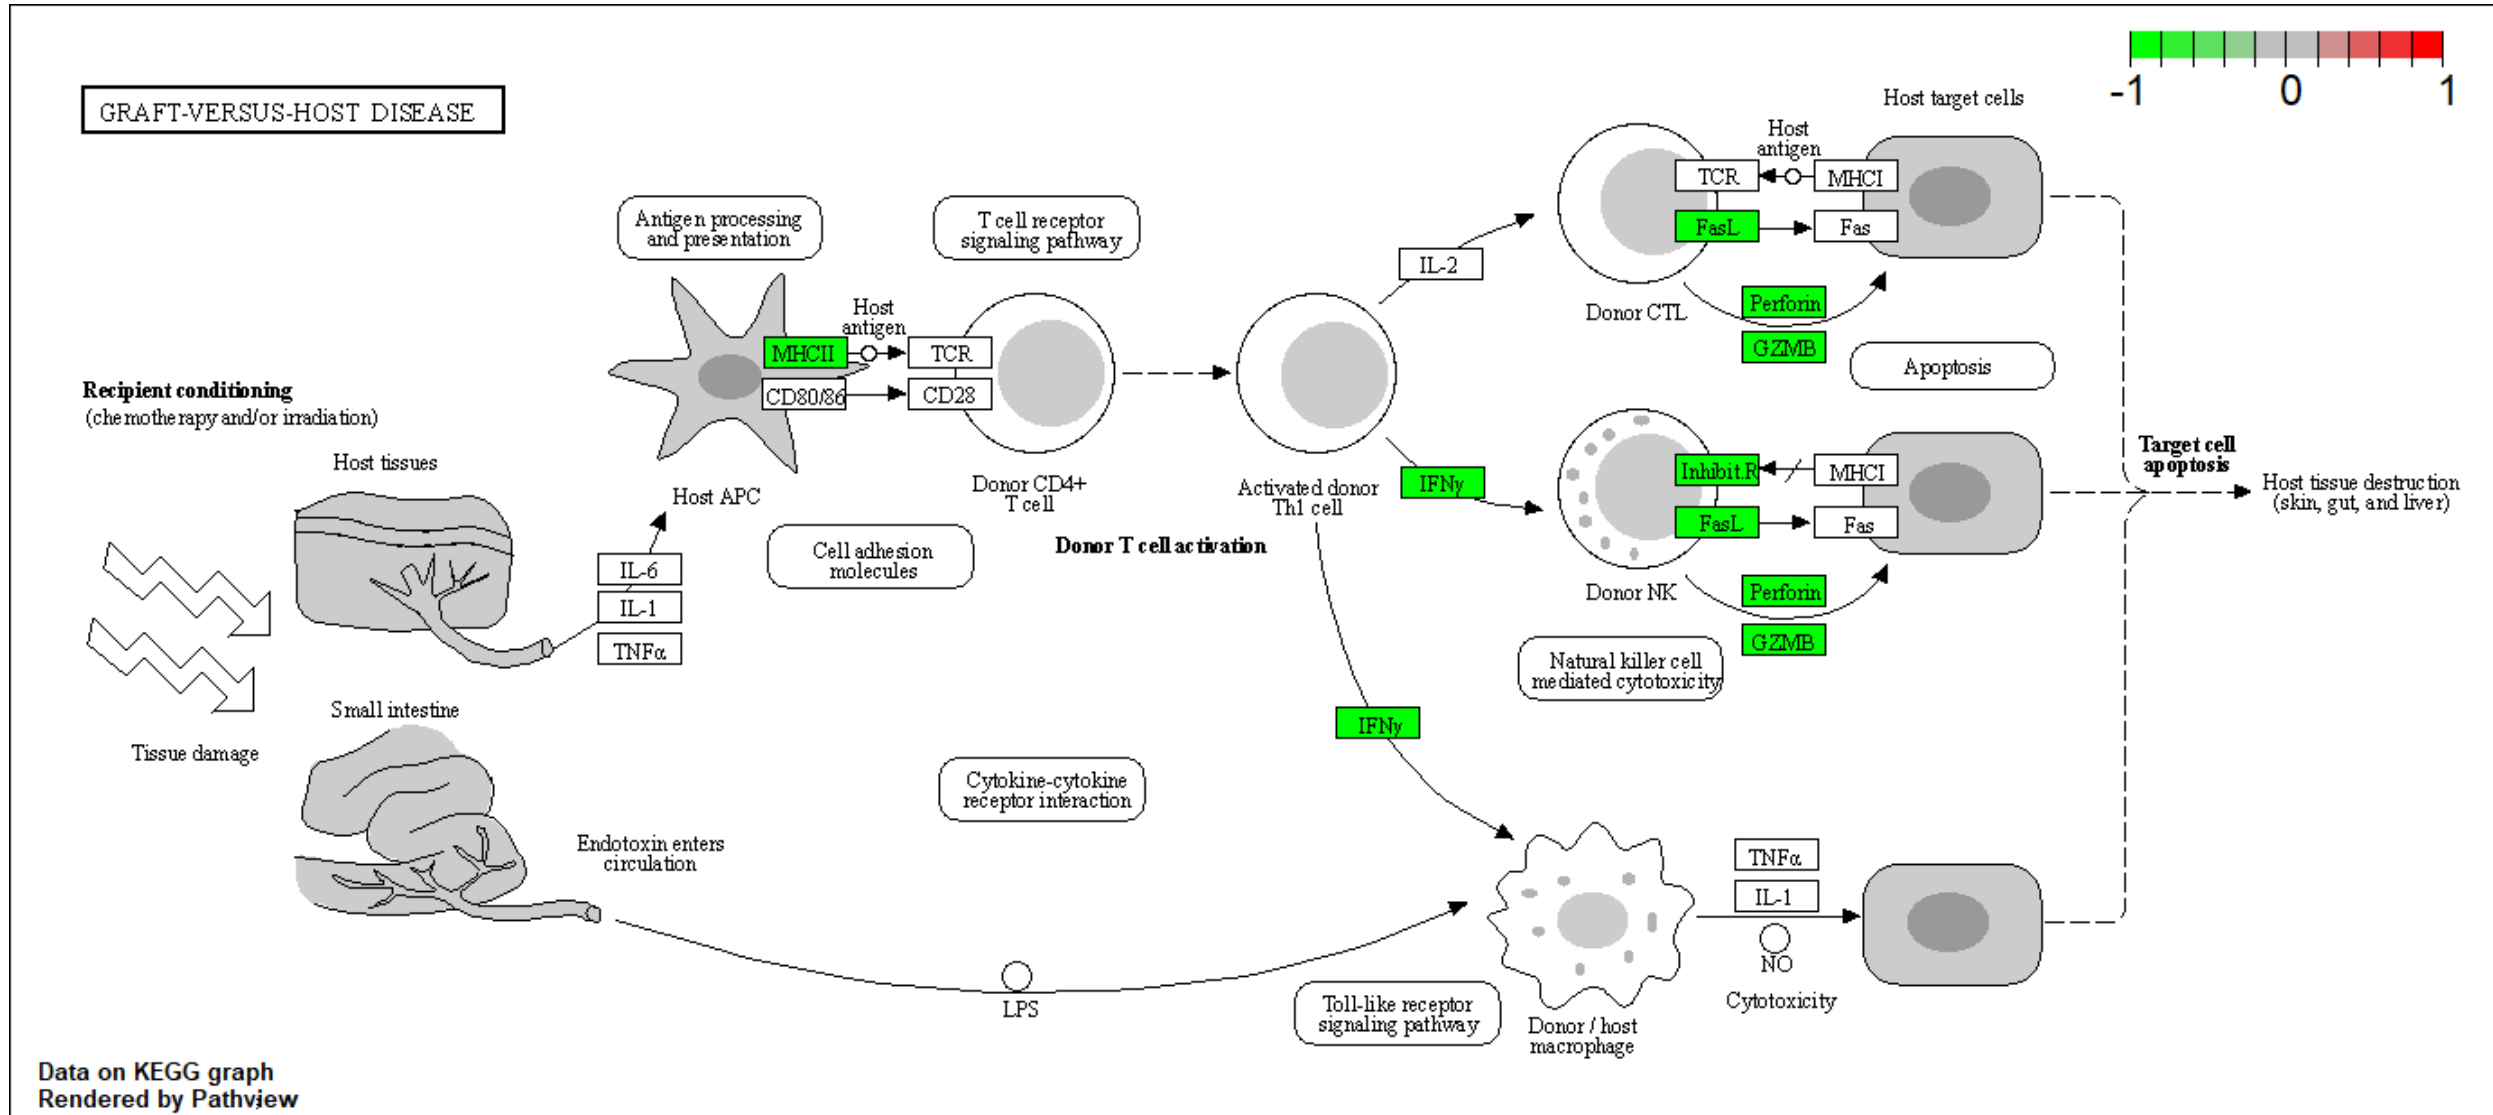 GRAFT-VERSUS-HOST DISEASE
-1
0
1
Host target cells
Host
antigen
TCR
MHCI
FasL
Fas
Donor CTL
Perforin
GZMB
Apoptosis
IL-2
Antigen processing
and presentation
T cell receptor
signaling pathway
Host
antigen
MHCII
TCR
CD80/86
CD28
Recipient conditioning
(chemotherapy and/or irradiation)
Host tissues
Host APC
Donor CD4+
T cell
Activated donor
Th1 cell
IFNγ
Inhibit.R
MHCI
FasL
Fas
Donor NK
Perforin
GZMB
Target cell
apoptosis
Host tissue destruction
(skin, gut, and liver)
Cell adhesion
molecules
Donor T cell activation
IL-6
IL-1
TNFα
Natural killer cell
mediated cytotoxicity
Small intestine
Tissue damage
IFNγ
Cytokine-cytokine
receptor interaction
Endotoxin enters
circulation
TNFα
IL-1
NO
Cytotoxicity
LPS
Toll-like receptor
signaling pathway
Donor / host
macrophage
Data on KEGG graph
Rendered by Pathview